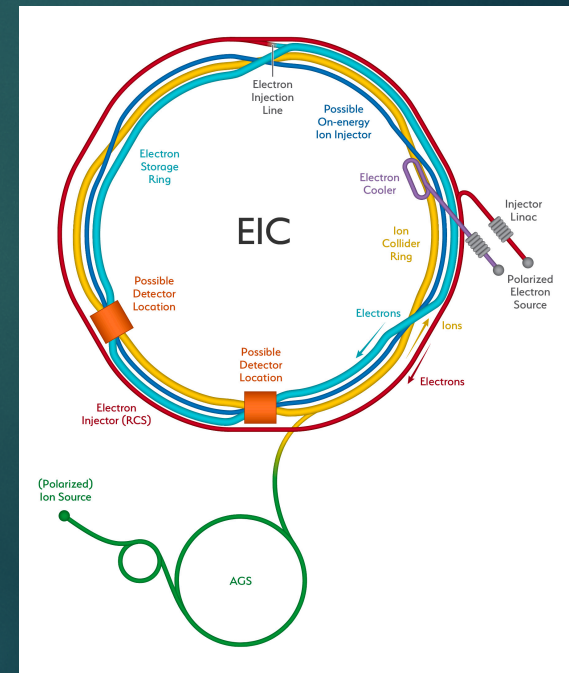 Electron
Injection
Line
Possible
On-energy
Ion Injector
Electron
Storage
Ring
Electron
Cooler
Injector
Linac
EIC
Ion
Collider
Ring
Polarized
Electron
Source
Possible
Detector
Location
Electrons
Ions
Possible
Detector
Location
Electrons
Electron
Injector (RCS)
(Polarized)
Ion Source
AGS